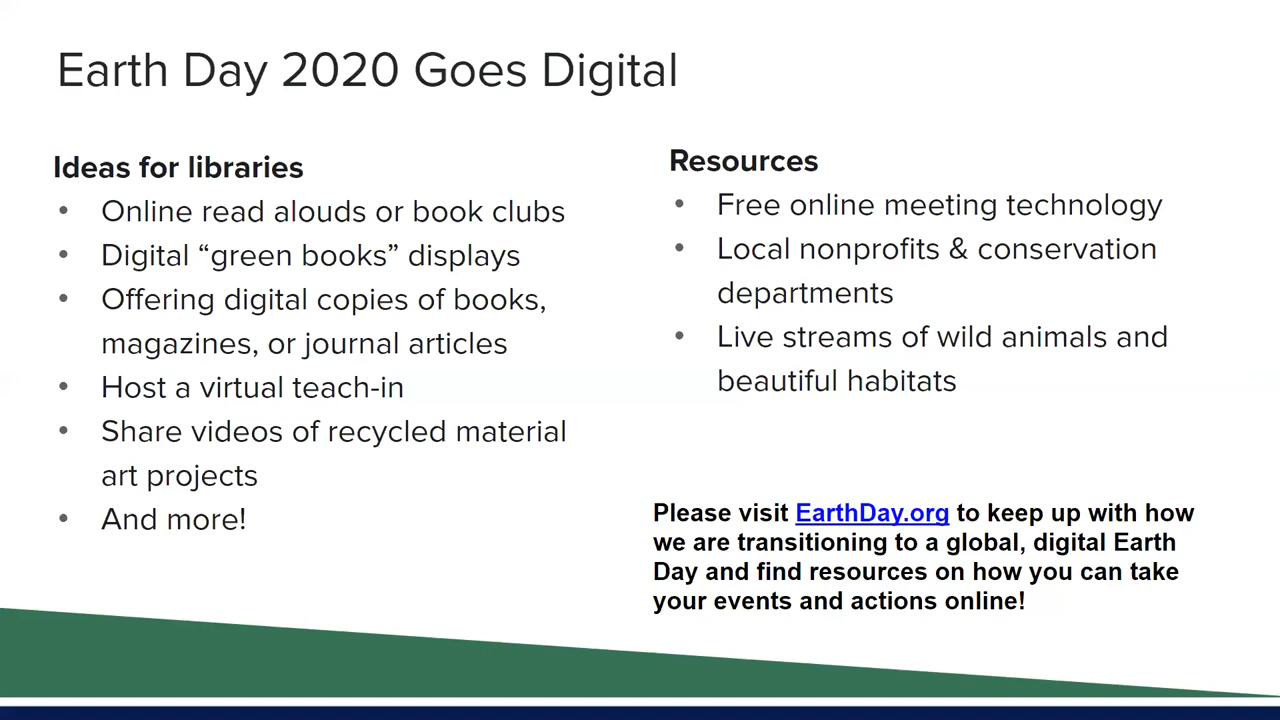 Earth Day 2020 Goes Digital
Ideas for libraries
• Online read alouds or book clubs
• Digital “green books” displays
• Offering digital copies of books,
magazines, or journal articles
• Host a virtual teach-in
• Share videos of recycled material
art projects
• And more!
Resources
• Free online meeting technology
• Local nonprofits & conservation
departments
• Live streams of wild animals and
beautiful habitats
Please visit EarthDay.org to keep up with how
we are transitioning to a global, digital Earth
Day and find resources on how you can take
your events and actions online!